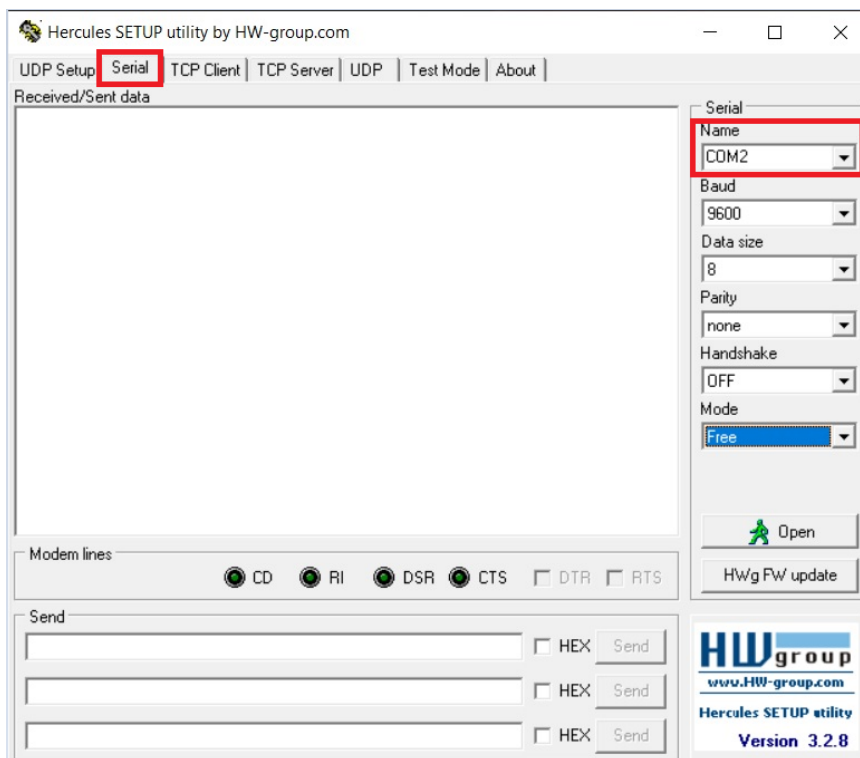 Hercules SETUP utility by HW-group.com
UDP Setup Serial TCP Client TCP Server UDP Test Mode About
Received/Sent data
Serial
Name
COM2
Baud
9600
Data size
8
Parity
none
Handshake
OFF
Mode
Free
Open
HWg FW update
Modem lines
CD RI DSR CTS DTR RTS
Send
HEX Send
HEX Send
HEX Send
HW group
www.HW-group.com
Hercules SETUP utility
Version 3.2.8